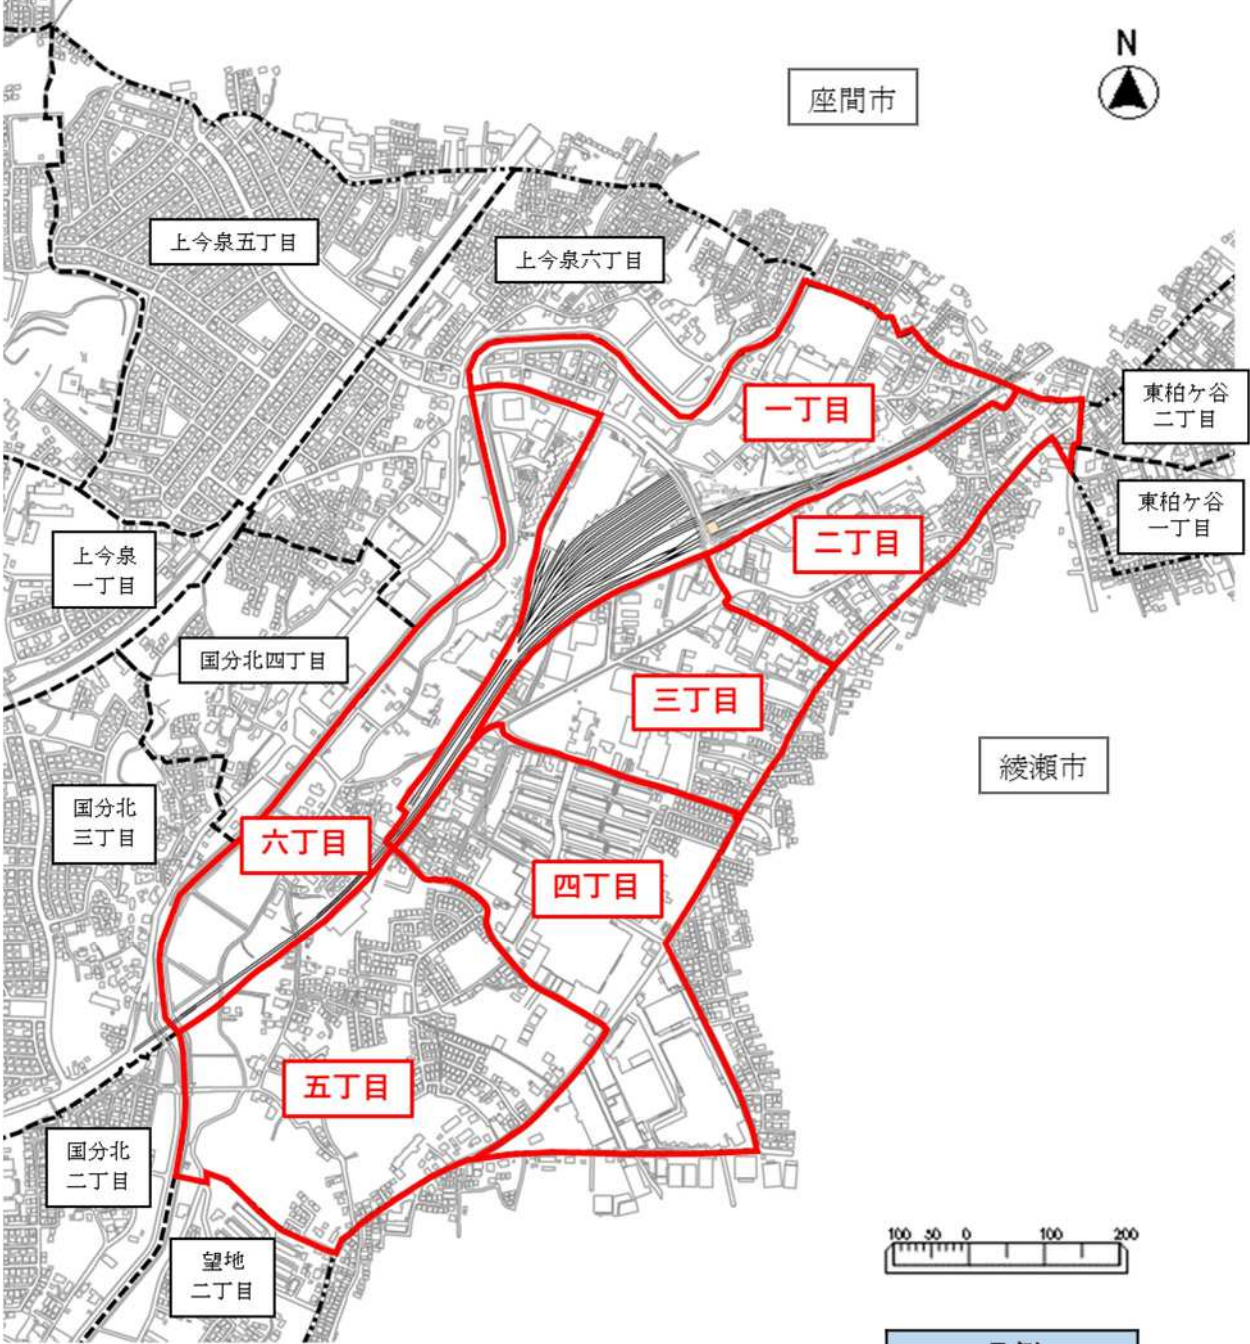 N
座間市
上今泉五丁目
上今泉六丁目
一丁目
東柏ケ谷
二丁目
東柏ケ谷
一丁目
二丁目
上今泉
一丁目
国分北四丁目
三丁目
綾瀬市
国分北
三丁目
六丁目
四丁目
五丁目
国分北
二丁目
望地
二丁目
100 50 0 100 200